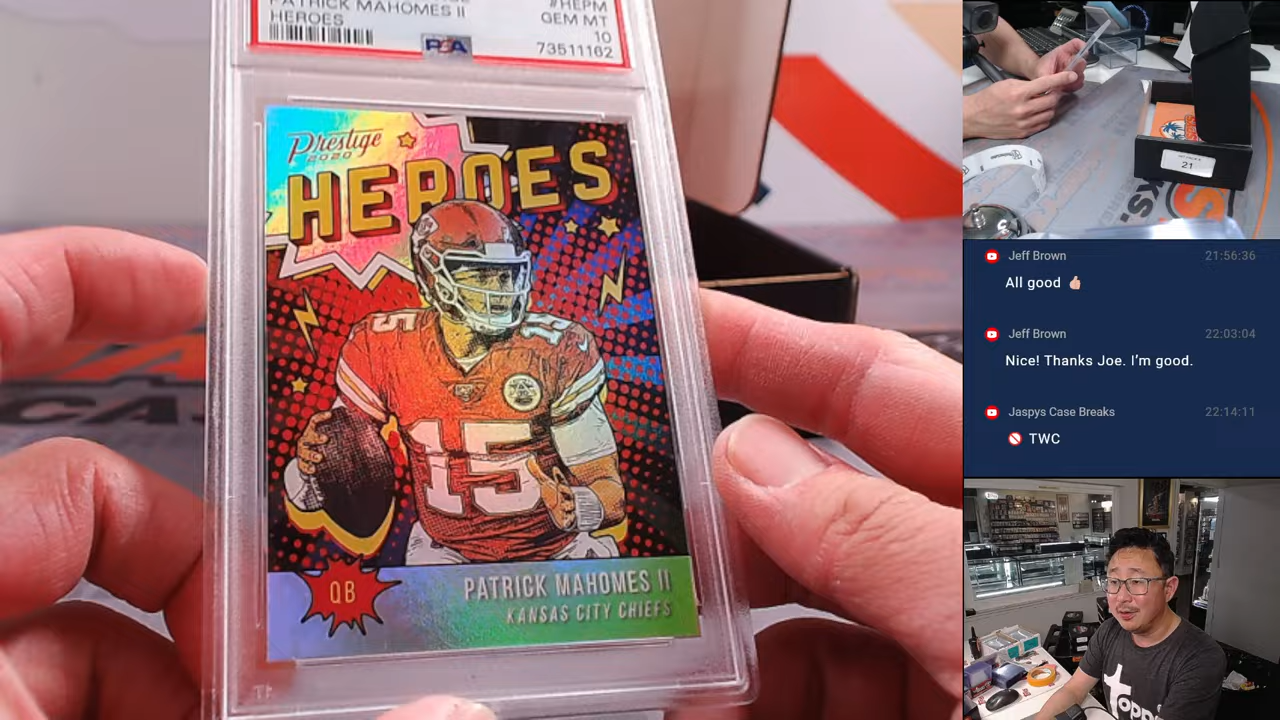 PATRICK MAHOMES II
#HEPM
HEROES
GEM MT
10
PSA
73511162
Prestige
2020
HEROES
15
15
QB
PATRICK MAHOMES II
KANSAS CITY CHIEFS
21
Jeff Brown
21:56:36
All good 👍🏼
Jeff Brown
22:03:04
Nice! Thanks Joe. I’m good.
Jaspys Case Breaks
22:14:11
🚫 TWC